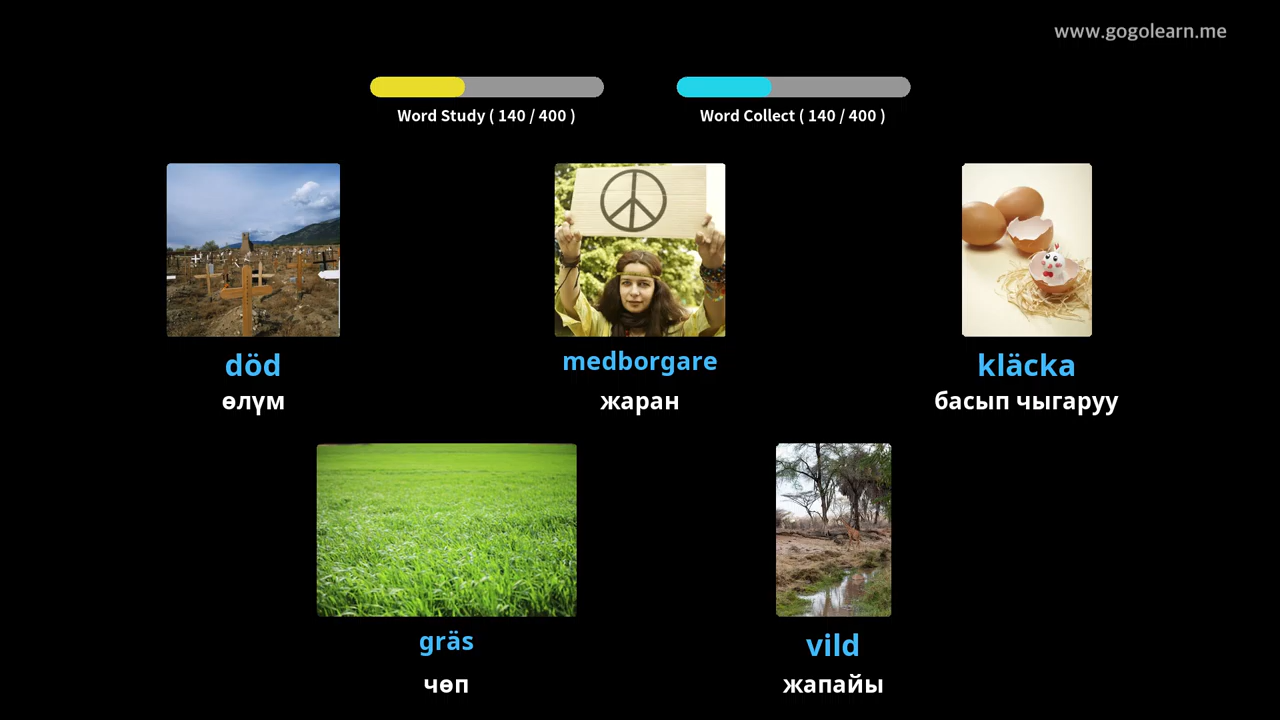 www.gogolearn.me
Word Study ( 140 / 400 )
Word Collect ( 140 / 400 )
död
өлүм
medborgare
жаран
kläcka
басып чыгаруу
gräs
чөп
vild
жапайы